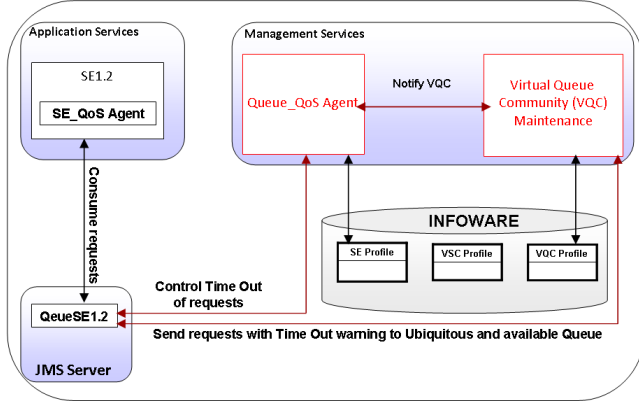 Application Services
SE1.2
SE_QoS Agent
Management Services
Queue_QoS Agent
Notify VQC
Virtual Queue
Community (VQC)
Maintenance
Consume requests
INFOWARE
SE Profile
VSC Profile
VQC Profile
Control Time Out
of requests
QeueSE1.2
Send requests with Time Out warning to Ubiquitous and available Queue
JMS Server